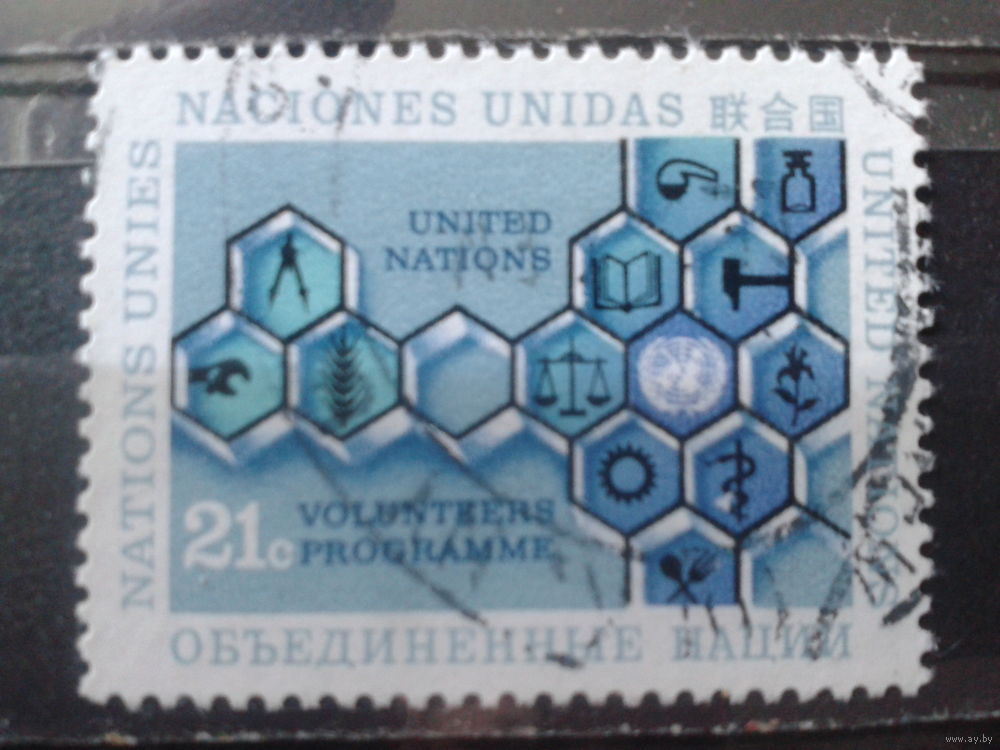 NACIONES UNIDAS 联合国
NATIONS UNIES
UNITED NATIONS
UNITED
NATIONS
21c
VOLUNTEERS
PROGRAMME
ОБЪЕДИНЕННЫЕ НАЦИИ
www.ay.by